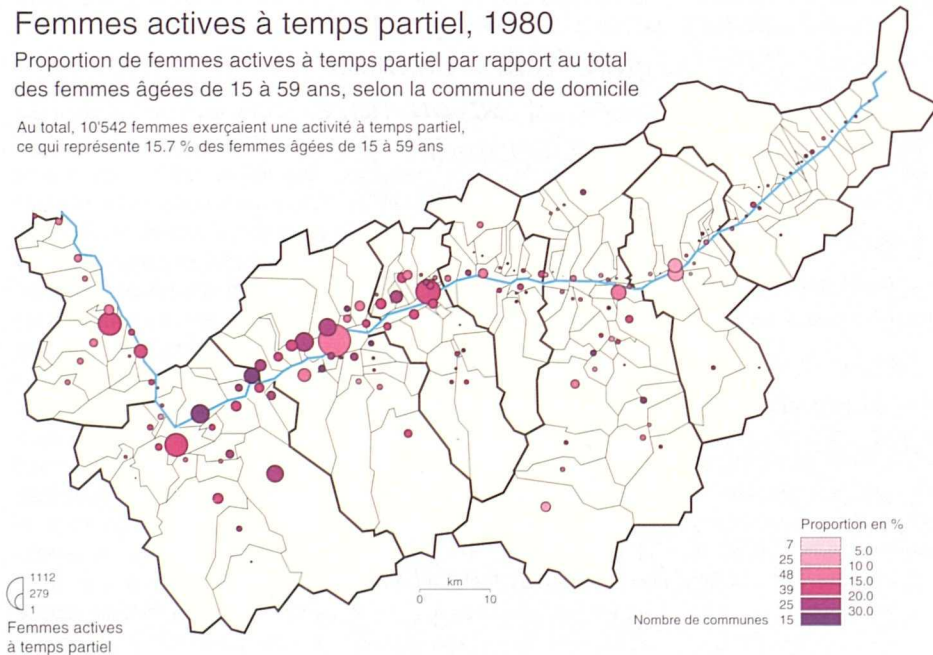 Femmes actives à temps partiel, 1980
Proportion de femmes actives à temps partiel par rapport au total
des femmes âgées de 15 à 59 ans, selon la commune de domicile
Au total, 10'542 femmes exerçaient une activité à temps partiel,
ce qui représente 15.7 % des femmes âgées de 15 à 59 ans
1112
279
1
Femmes actives
à temps partiel
km
0 10
Proportion en %
7
5.0
25
10.0
48
15.0
39
20.0
25
30.0
Nombre de communes 15